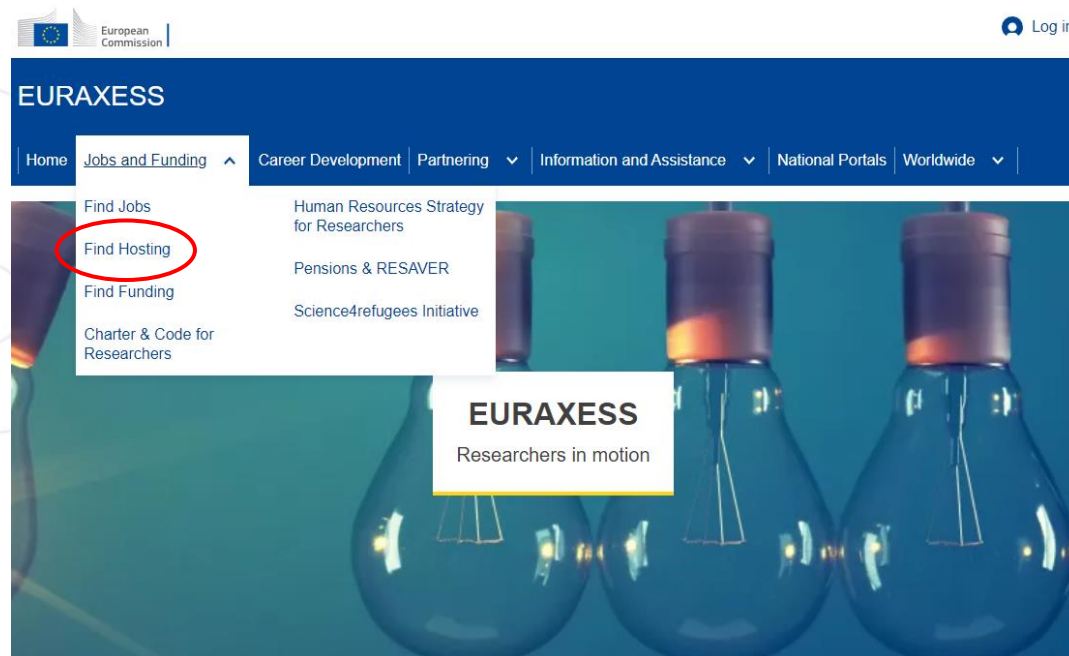 European
Commission
Log in
EURAXESS
Home Jobs and Funding Career Development Partnering Information and Assistance National Portals Worldwide
Find Jobs
Find Hosting
Find Funding
Charter & Code for
Researchers
Human Resources Strategy
for Researchers
Pensions & RESAVER
Science4refugees Initiative
EURAXESS
Researchers in motion